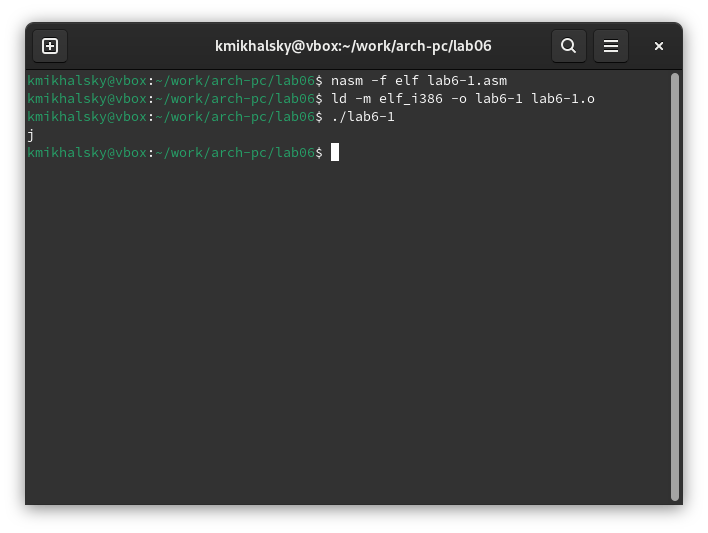 kmikhalsky@vbox:~/work/arch-pc/lab06
kmikhalsky@vbox:~/work/arch-pc/lab06$ nasm -f elf lab6-1.asm
kmikhalsky@vbox:~/work/arch-pc/lab06$ ld -m elf_i386 -o lab6-1 lab6-1.o
kmikhalsky@vbox:~/work/arch-pc/lab06$ ./lab6-1
j
kmikhalsky@vbox:~/work/arch-pc/lab06$